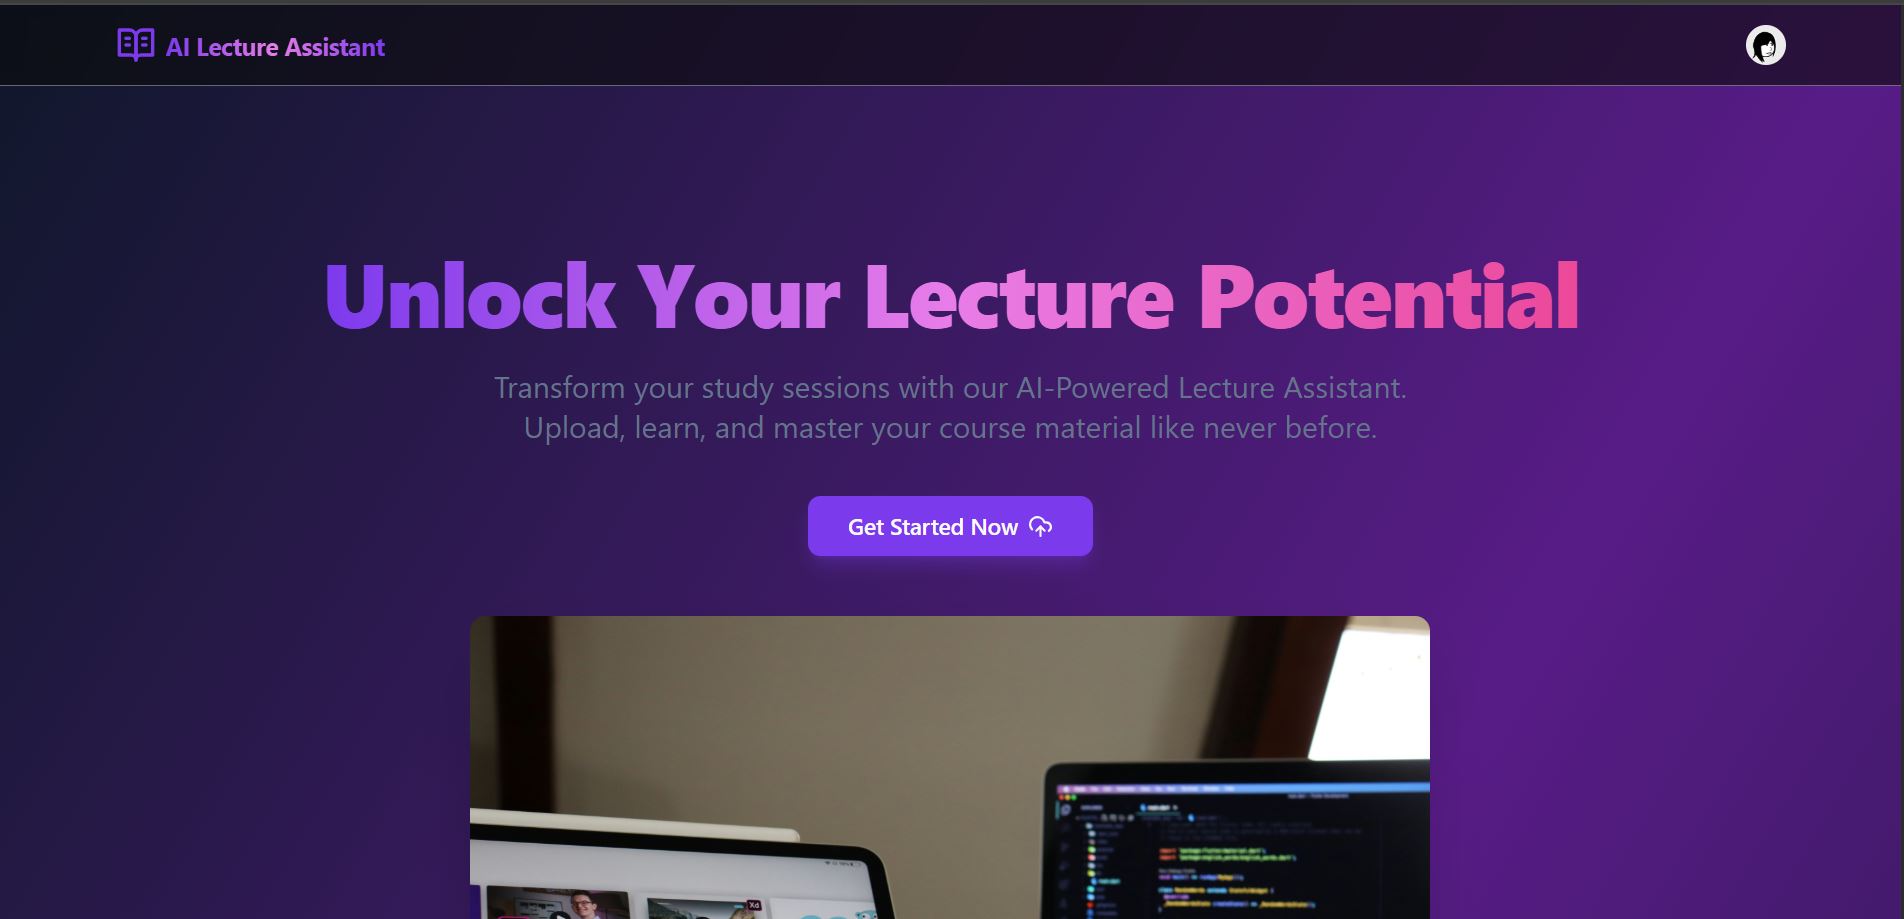 AI Lecture Assistant
Unlock Your Lecture Potential
Transform your study sessions with our AI-Powered Lecture Assistant.
Upload, learn, and master your course material like never before.
Get Started Now
Xd